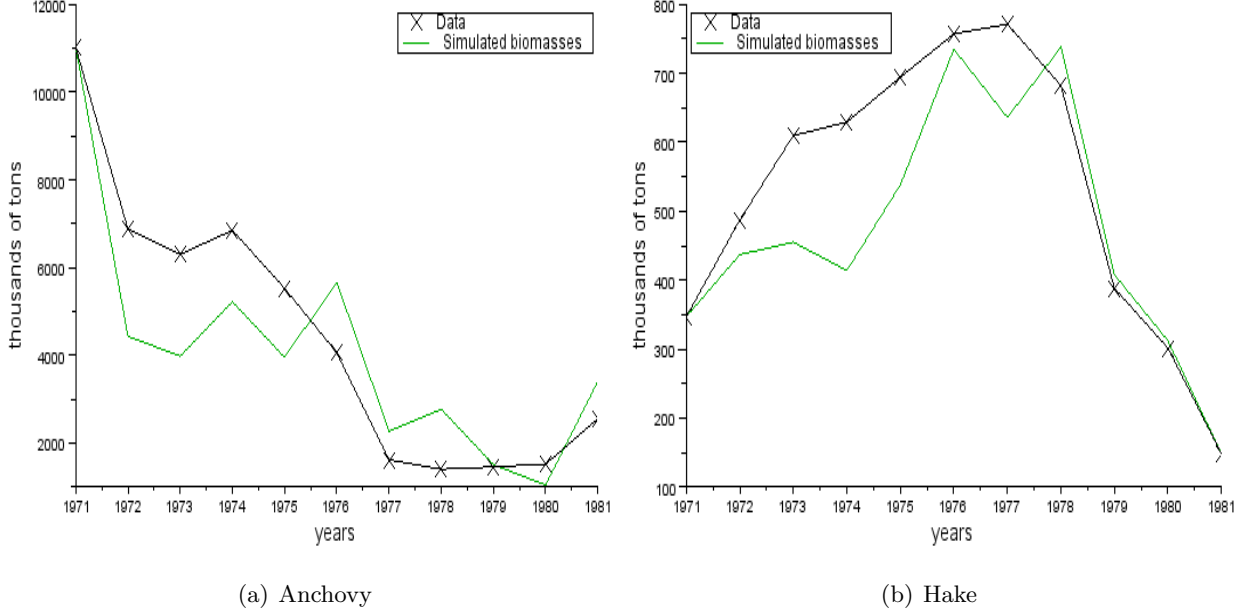 12000
10000
8000
6000
4000
2000
thousands of tons
Data
Simulated biomasses
1971 1972 1973 1974 1975 1976 1977 1978 1979 1980 1981
years
(a) Anchovy
800
700
600
500
400
300
200
100
thousands of tons
Data
Simulated biomasses
1971 1972 1973 1974 1975 1976 1977 1978 1979 1980 1981
years
(b) Hake